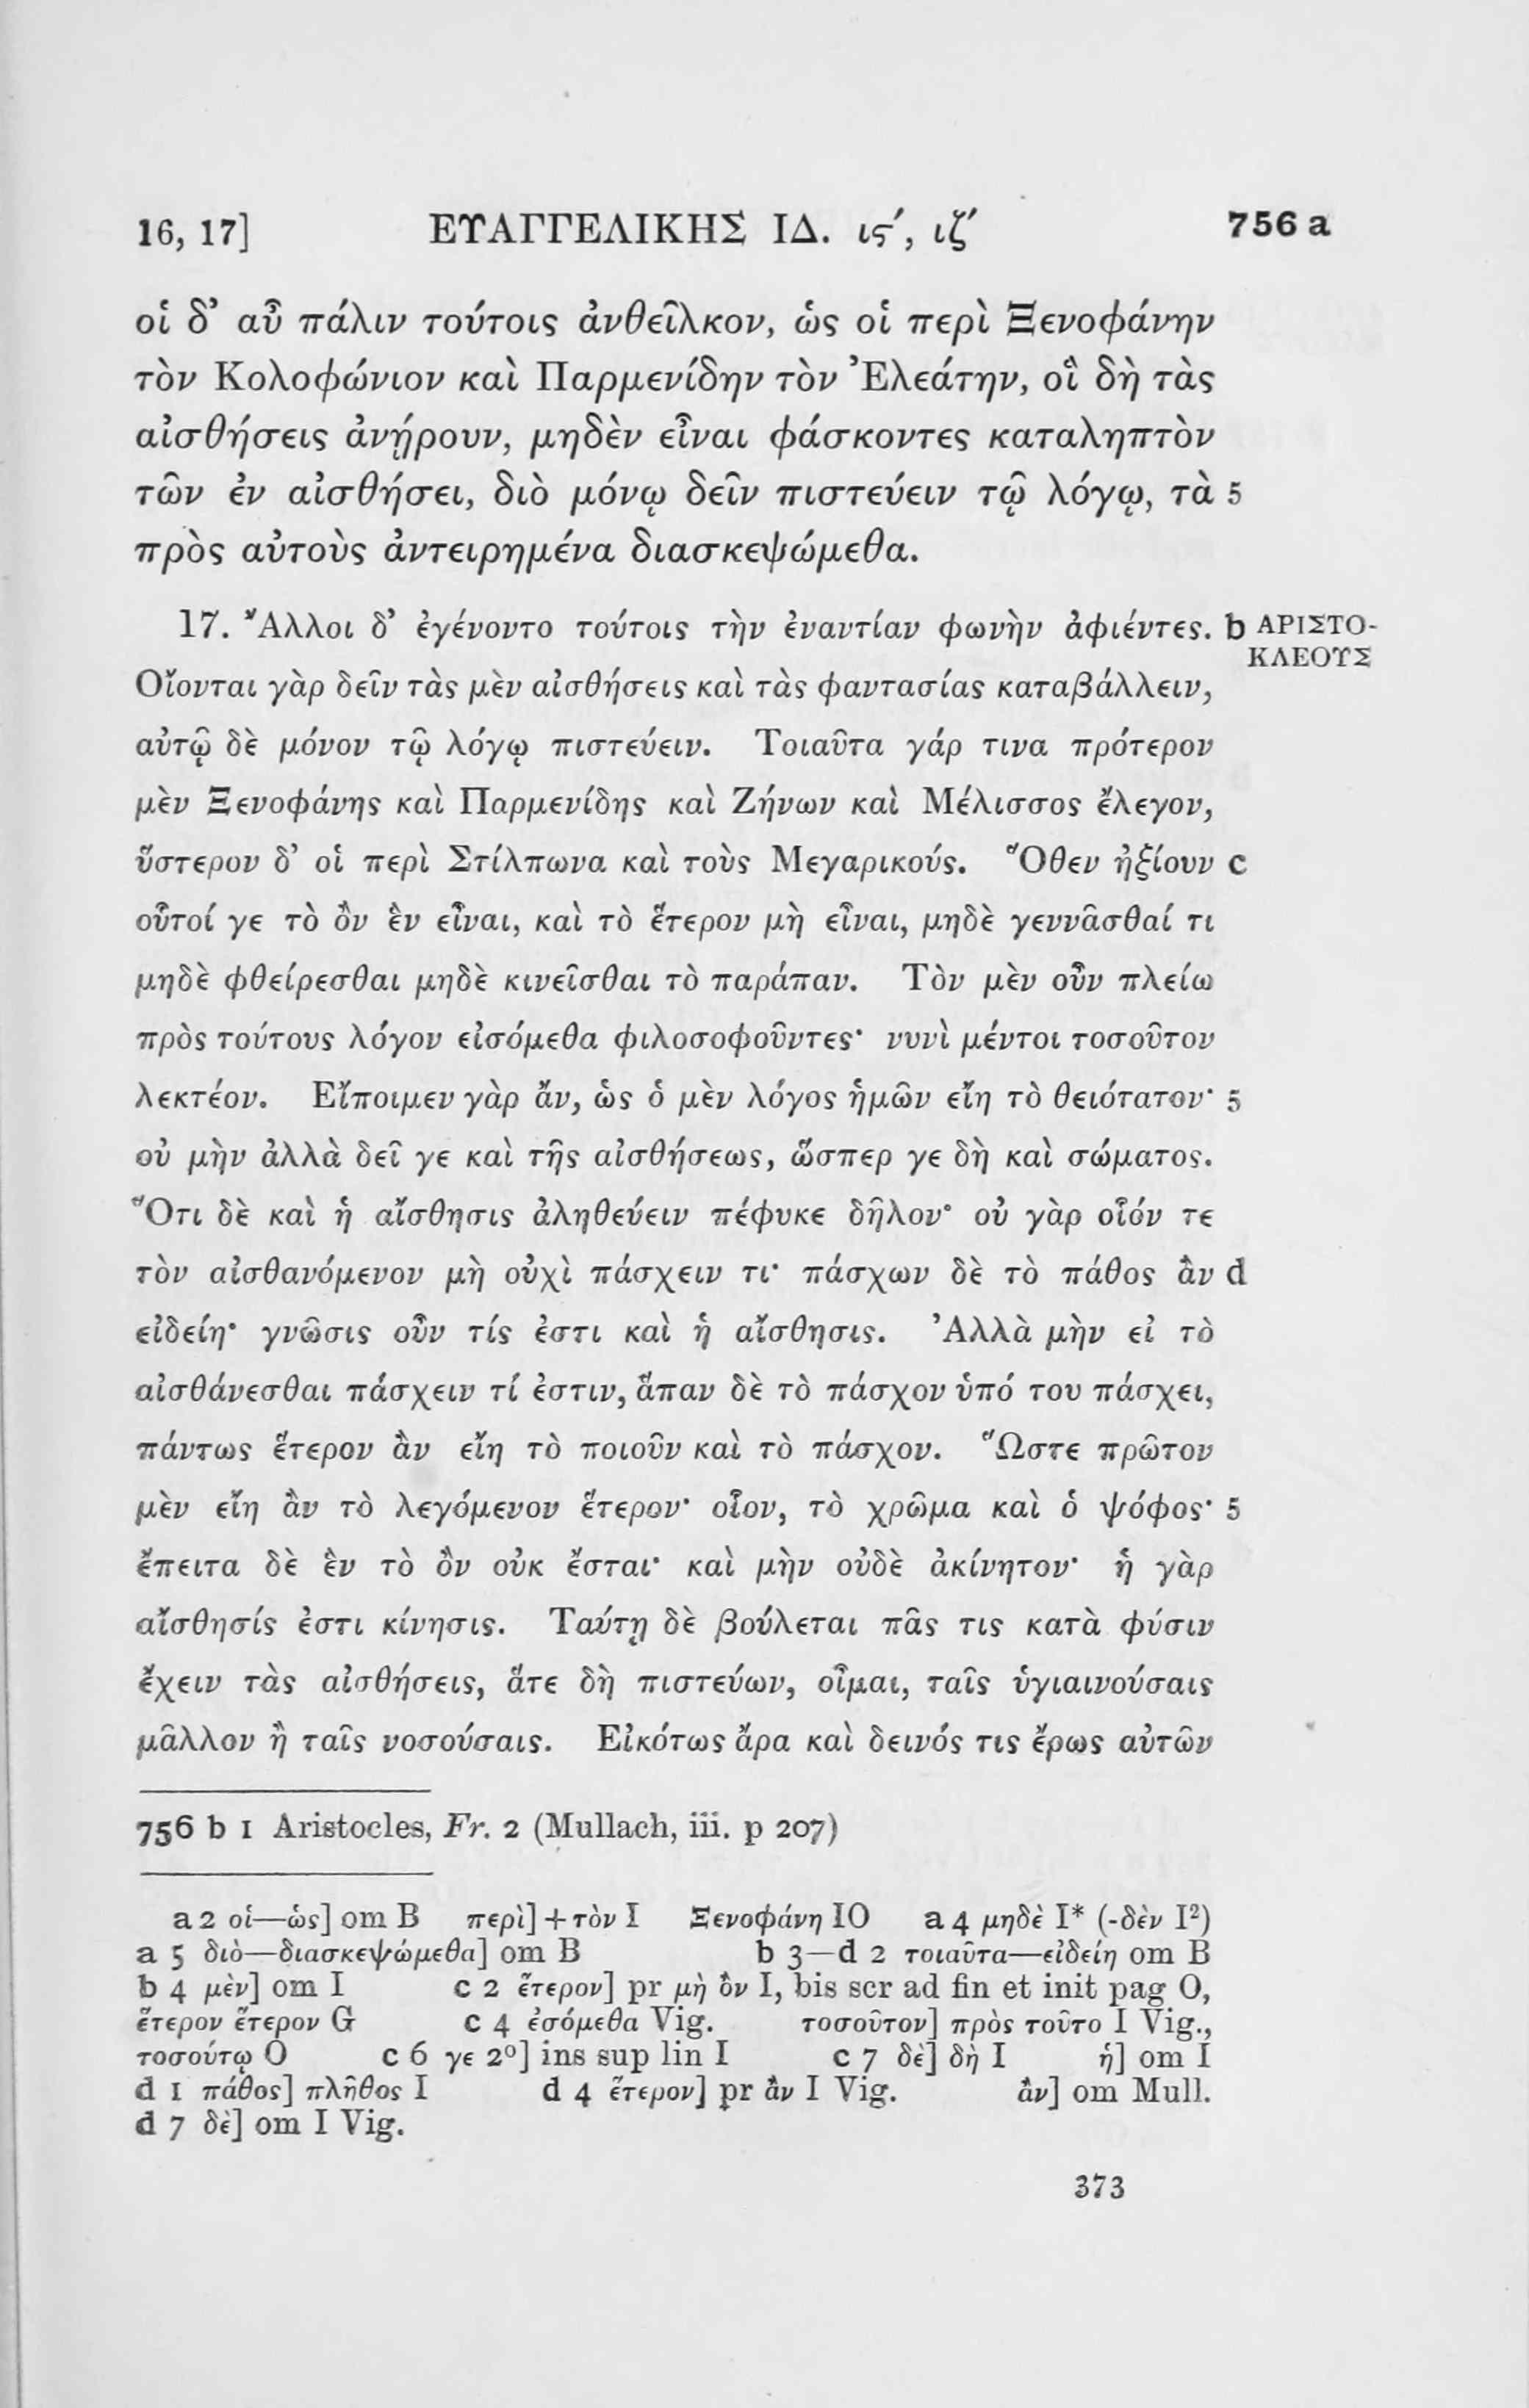 16, 17] ΕΥΑΓΓΕΛΙΚΗΣ ΙΔ. ις´, ιζ´ 756 a
οἱ δ’ αὖ πάλιν τούτοις ἀνθεῖλκον, ὡς οἱ περὶ Ξενοφάνην
τὸν Κολοφώνιον καὶ Παρμενίδην τὸν Ἐλεάτην, οἳ δὴ τὰς
αἰσθήσεις ἀνῄρουν, μηδὲν εἶναι φάσκοντες καταληπτὸν
τῶν ἐν αἰσθήσει, διὸ μόνῳ δεῖν πιστεύειν τῷ λόγῳ, τὰ 5
πρὸς αὐτοὺς ἀντειρημένα διασκεψώμεθα.
17. Ἄλλοι δ’ ἐγένοντο τούτοις τὴν ἐναντίαν φωνὴν ἀφιέντες. b ΑΡΙΣΤΟ-
ΚΛΕΟΥΣ
Οἴονται γὰρ δεῖν τὰς μὲν αἰσθήσεις καὶ τὰς φαντασίας καταβάλλειν,
αὐτῷ δὲ μόνον τῷ λόγῳ πιστεύειν. Τοιαῦτα γάρ τινα πρότερον
μὲν Ξενοφάνης καὶ Παρμενίδης καὶ Ζήνων καὶ Μέλισσος ἔλεγον,
ὕστερον δ’ οἱ περὶ Στίλπωνα καὶ τοὺς Μεγαρικούς. Ὅθεν ἠξίουν c
οὗτοί γε τὸ ὂν ἓν εἶναι, καὶ τὸ ἕτερον μὴ εἶναι, μηδὲ γεννᾶσθαί τι
μηδὲ φθείρεσθαι μηδὲ κινεῖσθαι τὸ παράπαν. Τὸν μὲν οὖν πλείω
πρὸς τούτους λόγον εἰσόμεθα φιλοσοφοῦντες· νυνὶ μέντοι τοσοῦτον
λεκτέον. Εἴποιμεν γὰρ ἄν, ὡς ὁ μὲν λόγος ἡμῶν εἴη τὸ θειότατον· 5
οὐ μὴν ἀλλὰ δεῖ γε καὶ τῆς αἰσθήσεως, ὥσπερ γε δὴ καὶ σώματος.
Ὅτι δὲ καὶ ἡ αἴσθησις ἀληθεύειν πέφυκε δῆλον· οὐ γὰρ οἷόν τε
τὸν αἰσθανόμενον μὴ οὐχὶ πάσχειν τι· πάσχων δὲ τὸ πάθος ἂν d
εἰδείη· γνῶσις οὖν τίς ἐστι καὶ ἡ αἴσθησις. Ἀλλὰ μὴν εἰ τὸ
αἰσθάνεσθαι πάσχειν τί ἐστιν, ἅπαν δὲ τὸ πάσχον ὑπό του πάσχει,
πάντως ἕτερον ἂν εἴη τὸ ποιοῦν καὶ τὸ πάσχον. Ὥστε πρῶτον
μὲν εἴη ἂν τὸ λεγόμενον ἕτερον· οἷον, τὸ χρῶμα καὶ ὁ ψόφος· 5
ἔπειτα δὲ ἓν τὸ ὂν οὐκ ἔσται· καὶ μὴν οὐδὲ ἀκίνητον· ἡ γὰρ
αἴσθησίς ἐστι κίνησις. Ταύτῃ δὲ βούλεται πᾶς τις κατὰ φύσιν
ἔχειν τὰς αἰσθήσεις, ἅτε δὴ πιστεύων, οἶμαι, ταῖς ὑγιαινούσαις
μᾶλλον ἢ ταῖς νοσούσαις. Εἰκότως ἄρα καὶ δεινός τις ἔρως αὐτῶν
756 b 1 Aristocles, Fr. 2 (Mullach, iii. p 207)
a 2 οἱ—ὡς] om B περὶ] + τὸν I Ξενοφάνη IO a 4 μηδὲ I* (-δὲν I²)
a 5 διὸ—διασκεψώμεθα] om B b 3—d 2 τοιαῦτα—εἰδείη om B
b 4 μὲν] om I c 2 ἕτερον] pr μὴ ὂν I, bis scr ad fin et init pag O,
ἕτερον ἕτερον G c 4 ἐσόμεθα Vig. τοσοῦτον] πρὸς τοῦτο I Vig.,
τοσούτῳ O c 6 γε 2⁰] ins sup lin I c 7 δὲ] δὴ I ἡ] om I
d 1 πάθος] πλῆθος I d 4 ἕτερον] pr ἂν I Vig. ἂν] om Mull.
d 7 δὲ] om I Vig.
373